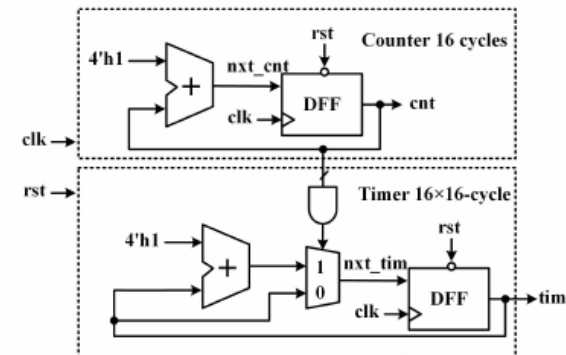 rst
Counter 16 cycles
4'h1
nxt_cnt
+
DFF
cnt
clk
clk
rst
Timer 16×16-cycle
rst
4'h1
+
1
0
nxt_tim
DFF
tim
clk